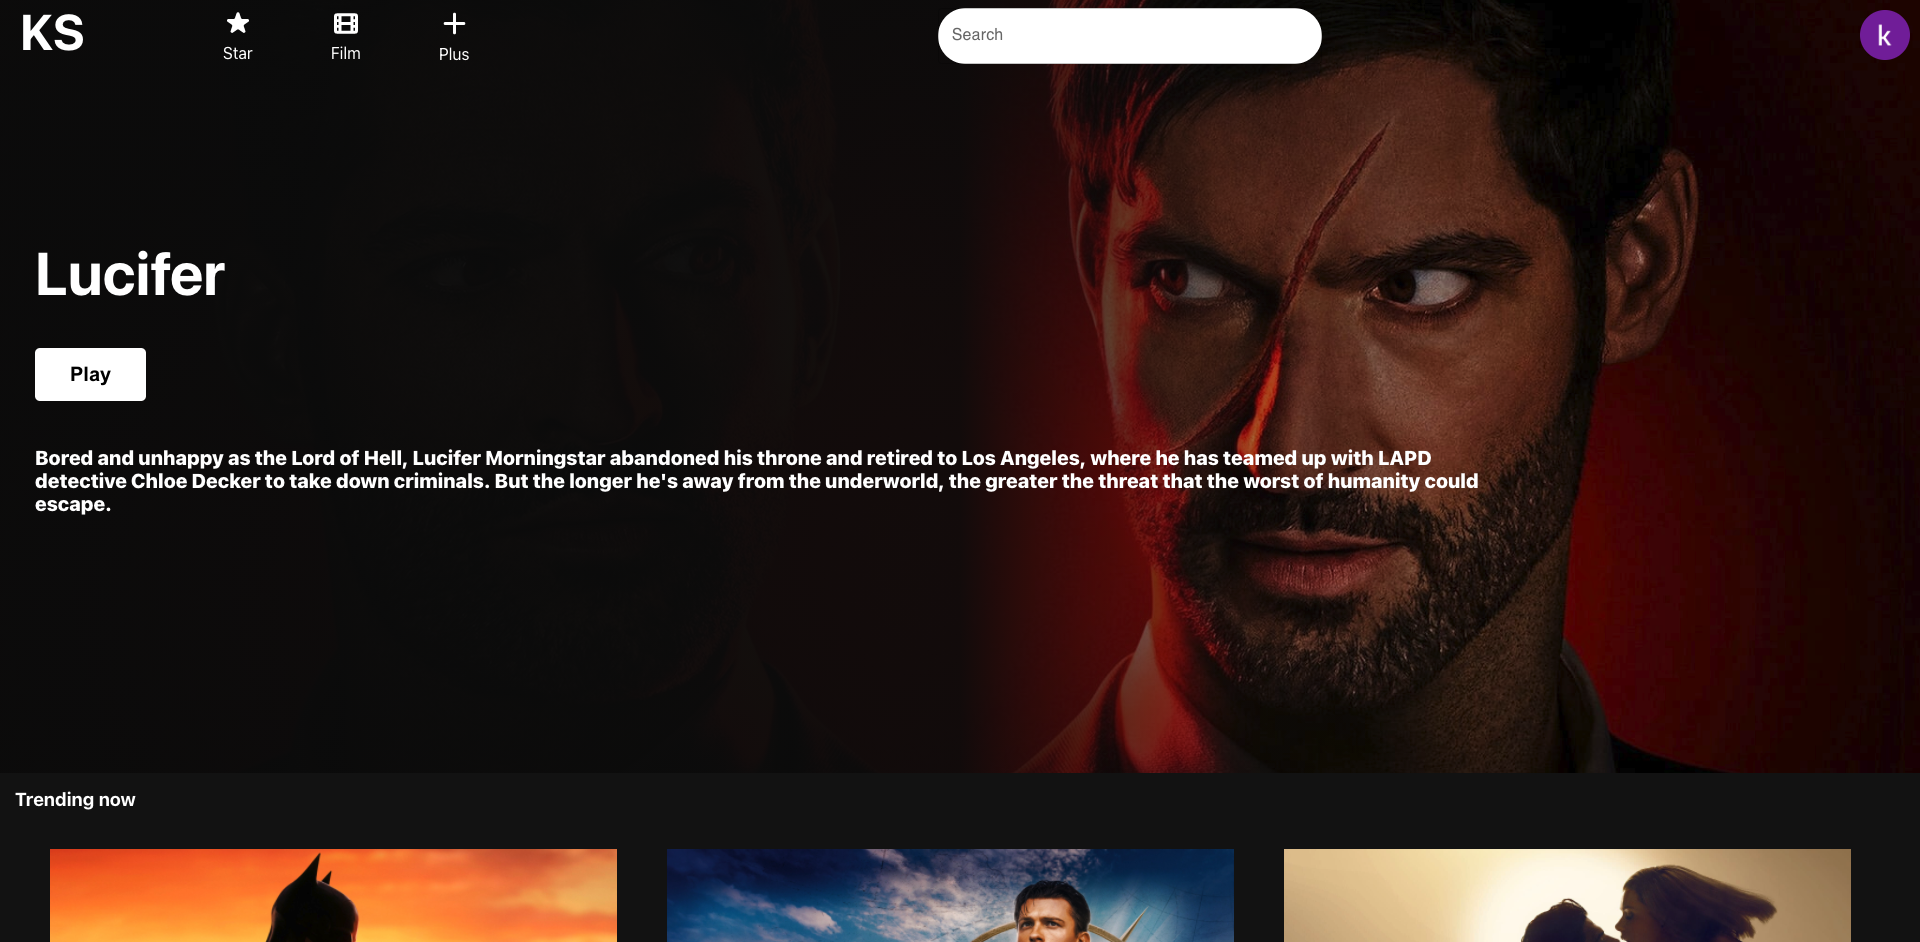 KS
Star
Film
Plus
Search
k
Lucifer
Play
Bored and unhappy as the Lord of Hell, Lucifer Morningstar abandoned his throne and retired to Los Angeles, where he has teamed up with LAPD
detective Chloe Decker to take down criminals. But the longer he's away from the underworld, the greater the threat that the worst of humanity could
escape.
Trending now